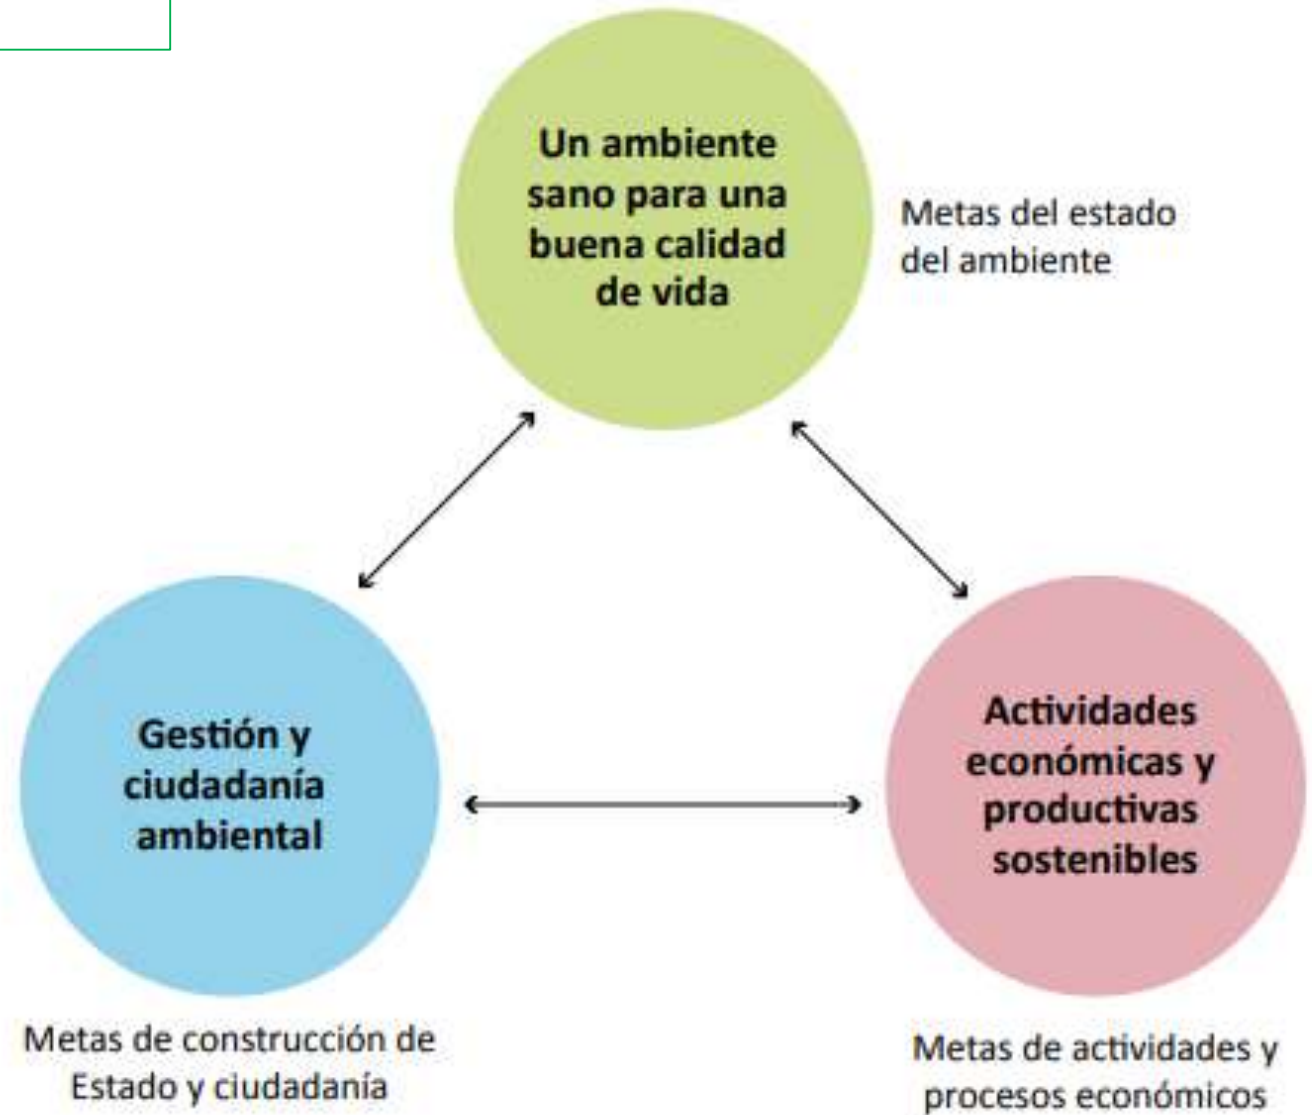 Un ambiente
sano para una
buena calidad
de vida
Metas del estado
del ambiente
Gestión y
ciudadanía
ambiental
Actividades
económicas y
productivas
sostenibles
Metas de construcción de
Estado y ciudadanía
Metas de actividades y
procesos económicos